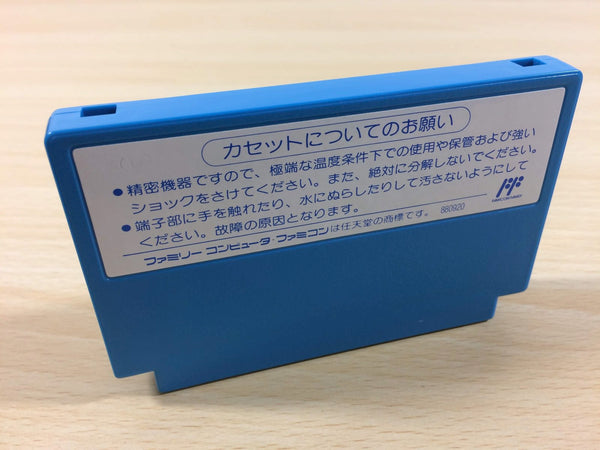 カセットについてのお願い
●精密機器ですので、極端な温度条件下での使用や保管および強い
ショックをさけてください。また、絶対に分解しないでください。
●端子部に手を触れたり、水にぬらしたりして汚さないようにして
ください。故障の原因となります。
ファミリー コンピュータ・ファミコンは任天堂の商標です。 860920